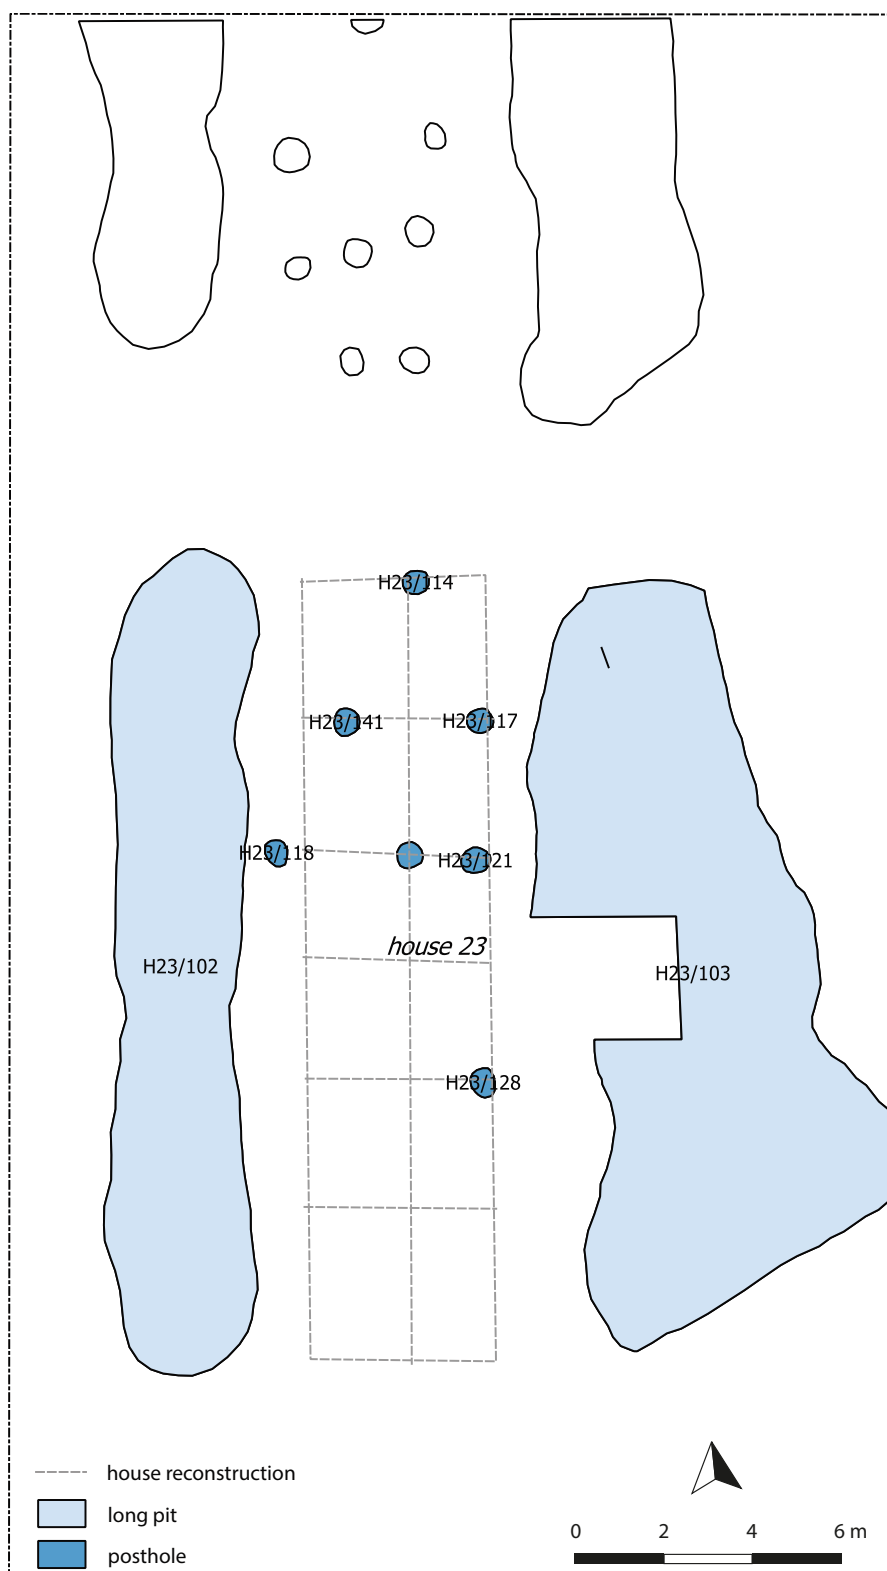 H23/114
H23/141
H23/117
H23/118
H23/121
house 23
H23/102
H23/103
H23/128
house reconstruction
long pit
posthole
0 2 4 6 m